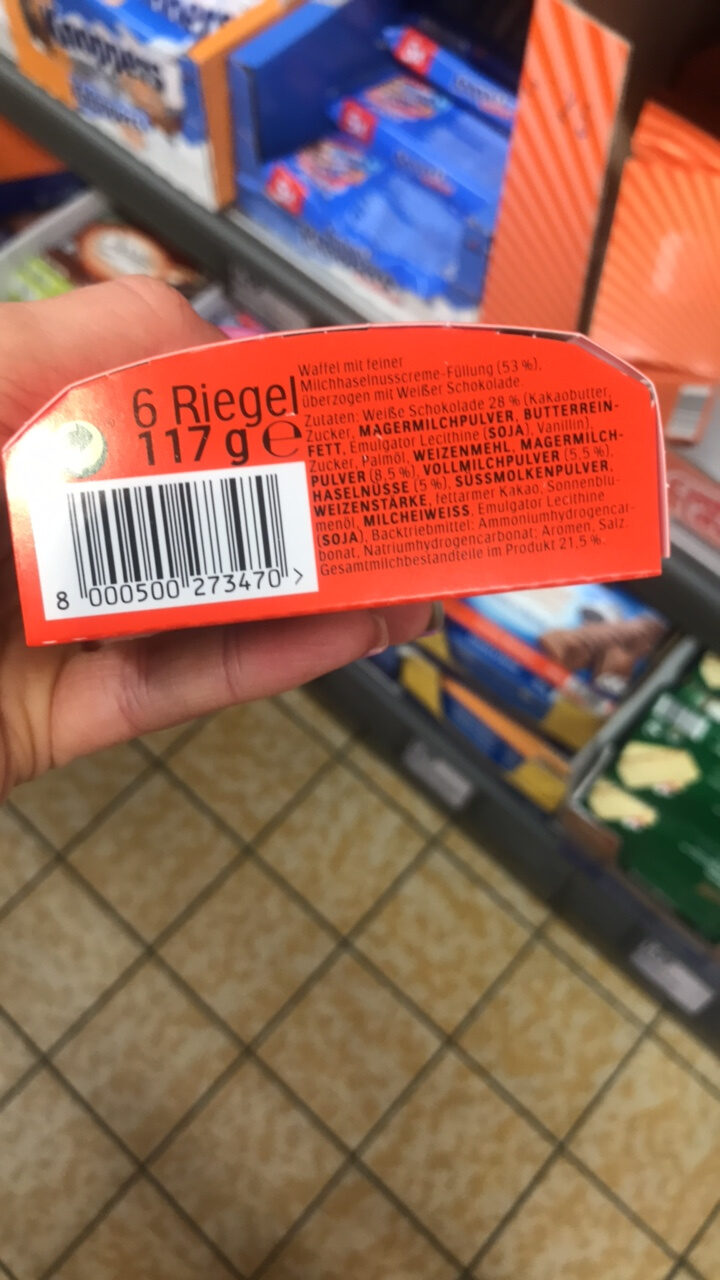 Knoppers
6 Riegel
117 g ℮
8 000500 273470 >
Waffel mit feiner
Milchhaselnusscreme-Füllung (53 %),
überzogen mit Weißer Schokolade.
Zutaten: Weiße Schokolade 28 % (Kakaobutter,
Zucker, MAGERMILCHPULVER, BUTTERREIN-
FETT, Emulgator Lecithine (SOJA), Vanillin),
Zucker, Palmöl, WEIZENMEHL, MAGERMILCH-
PULVER (8,5 %), VOLLMILCHPULVER (5,5 %),
HASELNÜSSE (5 %), SÜSSMOLKENPULVER,
WEIZENSTÄRKE, fettarmer Kakao, Sonnenblu-
menöl, MILCHEIWEISS, Emulgator Lecithine
(SOJA), Backtriebmittel: Ammoniumhydrogencar-
bonat, Natriumhydrogencarbonat; Aromen, Salz.
Gesamtmilchbestandteile im Produkt 21,5 %.